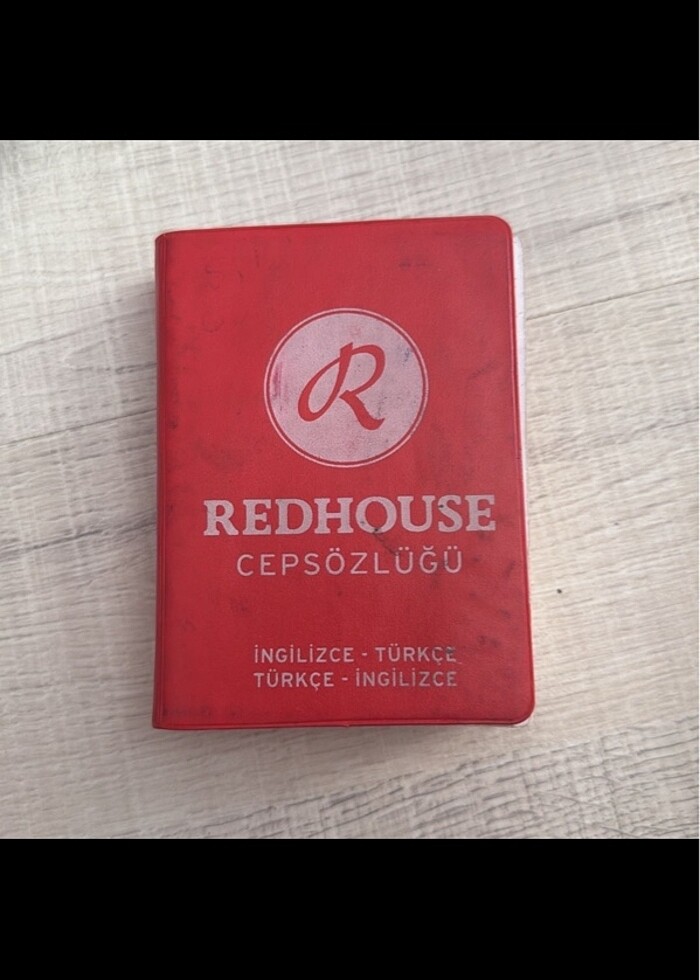 R
REDHOUSE
CEPSÖZLÜĞÜ
İNGİLİZCE - TÜRKÇE
TÜRKÇE - İNGİLİZCE